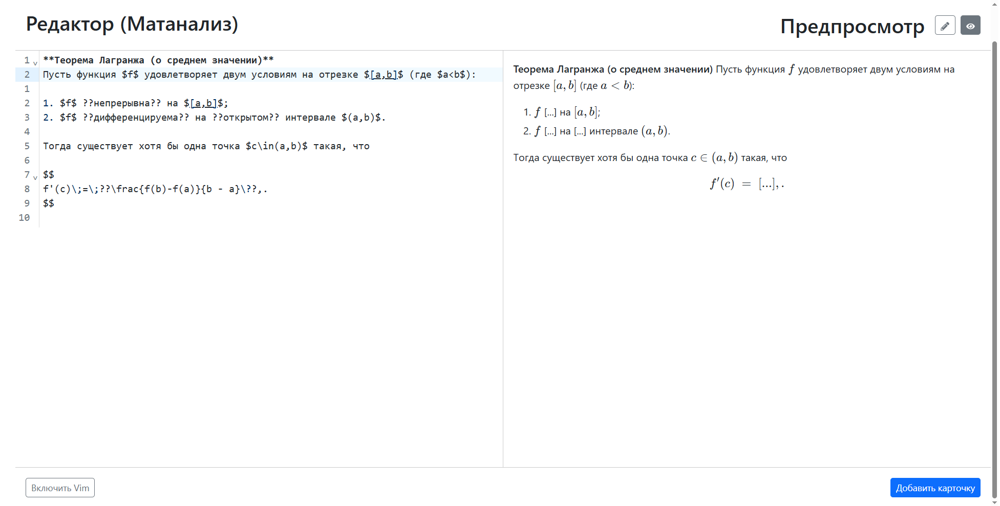 Редактор (Матанализ)
Предпросмотр
1 **Теорема Лагранжа (о среднем значении)**
2 Пусть функция $f$ удовлетворяет двум условиям на отрезке $[a,b]$ (где $a<b$):
1
2 1. $f$ ??непрерывна?? на $[a,b]$;
3 2. $f$ ??дифференцируема?? на ??открытом?? интервале $(a,b)$.
4
5 Тогда существует хотя бы одна точка $c\in(a,b)$ такая, что
6
7 $$
8 f'(c)\;=\;??\frac{f(b)-f(a)}{b - a}\??,.
9 $$
10
Теорема Лагранжа (о среднем значении) Пусть функция f удовлетворяет двум условиям на
отрезке [a, b] (где a < b):
1. f [...] на [a, b];
2. f [...] на [...] интервале (a, b).
Тогда существует хотя бы одна точка c ∈ (a, b) такая, что
f′(c) = [...],.
Включить Vim
Добавить карточку